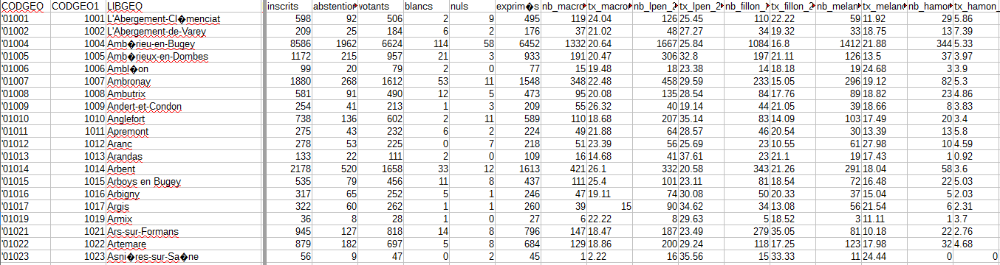 CODGEO CODGEO1 LIBGEO inscrits abstention votants blancs nuls exprim�s nb_macro tx_macro nb_lpen_2 tx_lpen_2 nb_fillon_ tx_fillon_2 nb_melan tx_melan nb_hamo tx_hamon_
'01001 1001 L'Abergement-Cl�menciat 598 92 506 2 9 495 119 24.04 126 25.45 110 22.22 59 11.92 29 5.86
'01002 1002 L'Abergement-de-Varey 209 25 184 6 2 176 37 21.02 48 27.27 34 19.32 33 18.75 13 7.39
'01004 1004 Amb�rieu-en-Bugey 8586 1962 6624 114 58 6452 1332 20.64 1667 25.84 1084 16.8 1412 21.88 344 5.33
'01005 1005 Amb�rieux-en-Dombes 1172 215 957 21 3 933 191 20.47 306 32.8 197 21.11 126 13.5 37 3.97
'01006 1006 Ambl�on 99 20 79 2 0 77 15 19.48 18 23.38 14 18.18 19 24.68 3 3.9
'01007 1007 Ambronay 1880 268 1612 53 11 1548 348 22.48 458 29.59 233 15.05 296 19.12 82 5.3
'01008 1008 Ambutrix 581 91 490 12 5 473 95 20.08 135 28.54 84 17.76 89 18.82 23 4.86
'01009 1009 Andert-et-Condon 254 41 213 1 3 209 55 26.32 40 19.14 44 21.05 39 18.66 8 3.83
'01010 1010 Anglefort 738 136 602 2 11 589 110 18.68 207 35.14 83 14.09 103 17.49 20 3.4
'01011 1011 Apremont 275 43 232 6 2 224 49 21.88 64 28.57 46 20.54 30 13.39 13 5.8
'01012 1012 Aranc 278 53 225 0 7 218 51 23.39 56 25.69 23 10.55 61 27.98 10 4.59
'01013 1013 Arandas 133 22 111 2 0 109 16 14.68 41 37.61 23 21.1 19 17.43 1 0.92
'01014 1014 Arbent 2178 520 1658 33 12 1613 421 26.1 332 20.58 343 21.26 291 18.04 58 3.6
'01015 1015 Arboys en Bugey 535 79 456 11 8 437 111 25.4 101 23.11 81 18.54 72 16.48 22 5.03
'01016 1016 Arbigny 317 65 252 5 1 246 47 19.11 74 30.08 50 20.33 37 15.04 5 2.03
'01017 1017 Argis 322 60 262 1 1 260 39 15 90 34.62 34 13.08 56 21.54 6 2.31
'01019 1019 Armix 36 8 28 1 0 27 6 22.22 8 29.63 5 18.52 3 11.11 1 3.7
'01021 1021 Ars-sur-Formans 945 127 818 14 8 796 147 18.47 187 23.49 279 35.05 81 10.18 22 2.76
'01022 1022 Artemare 879 182 697 5 8 684 129 18.86 200 29.24 118 17.25 123 17.98 32 4.68
'01023 1023 Asni�res-sur-Sa�ne 56 9 47 0 2 45 1 2.22 16 35.56 15 33.33 11 24.44 0 0